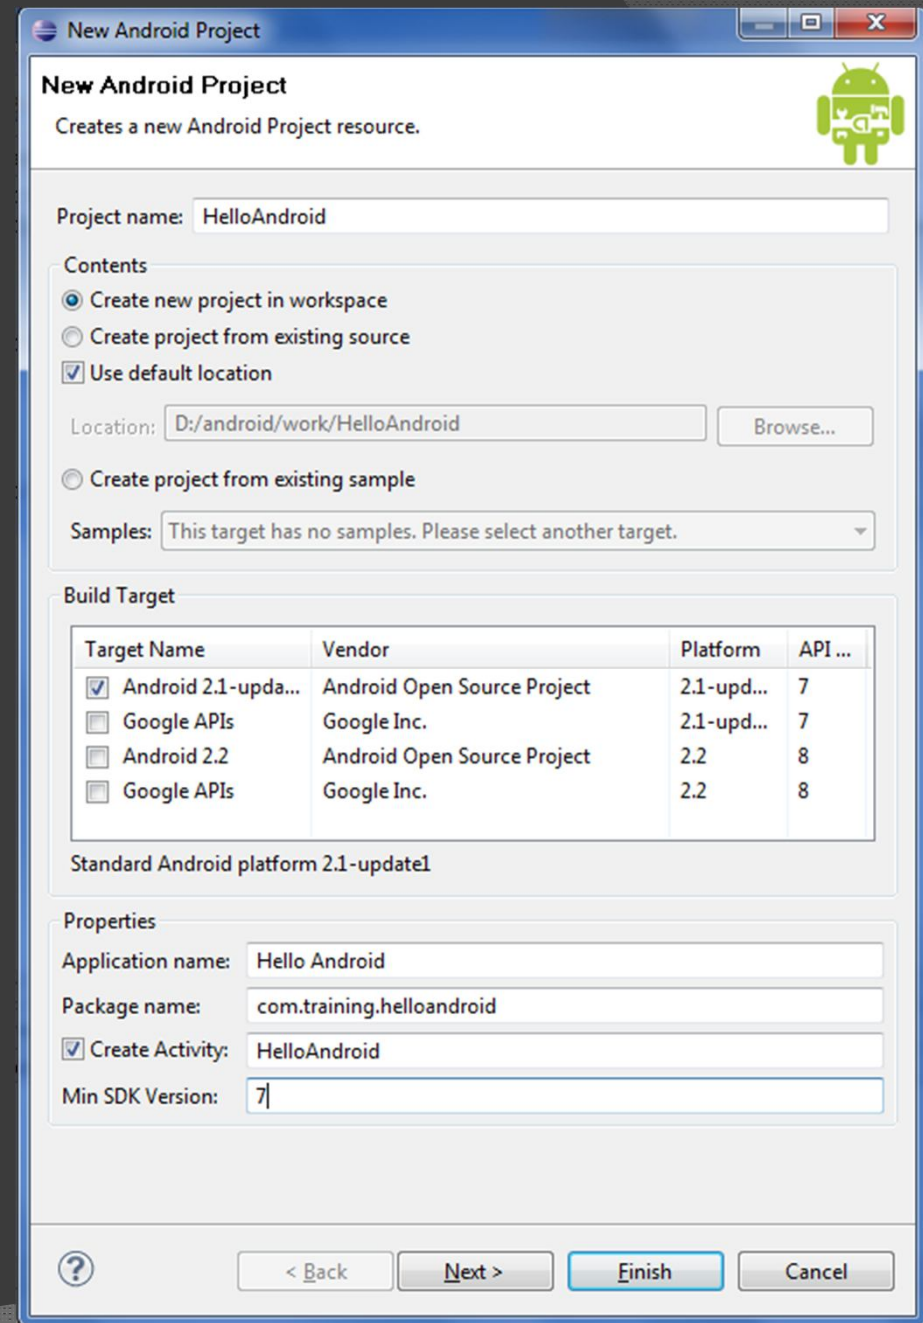 New Android Project
New Android Project
Creates a new Android Project resource.
Project name: HelloAndroid
Contents
Create new project in workspace
Create project from existing source
Use default location
Location: D:/android/work/HelloAndroid Browse...
Create project from existing sample
Samples: This target has no samples. Please select another target.
Build Target
Target Name Vendor Platform API ...
Android 2.1-upda... Android Open Source Project 2.1-upd... 7
Google APIs Google Inc. 2.1-upd... 7
Android 2.2 Android Open Source Project 2.2 8
Google APIs Google Inc. 2.2 8
Standard Android platform 2.1-update1
Properties
Application name: Hello Android
Package name: com.training.helloandroid
Create Activity: HelloAndroid
Min SDK Version: 7
? < Back Next > Finish Cancel